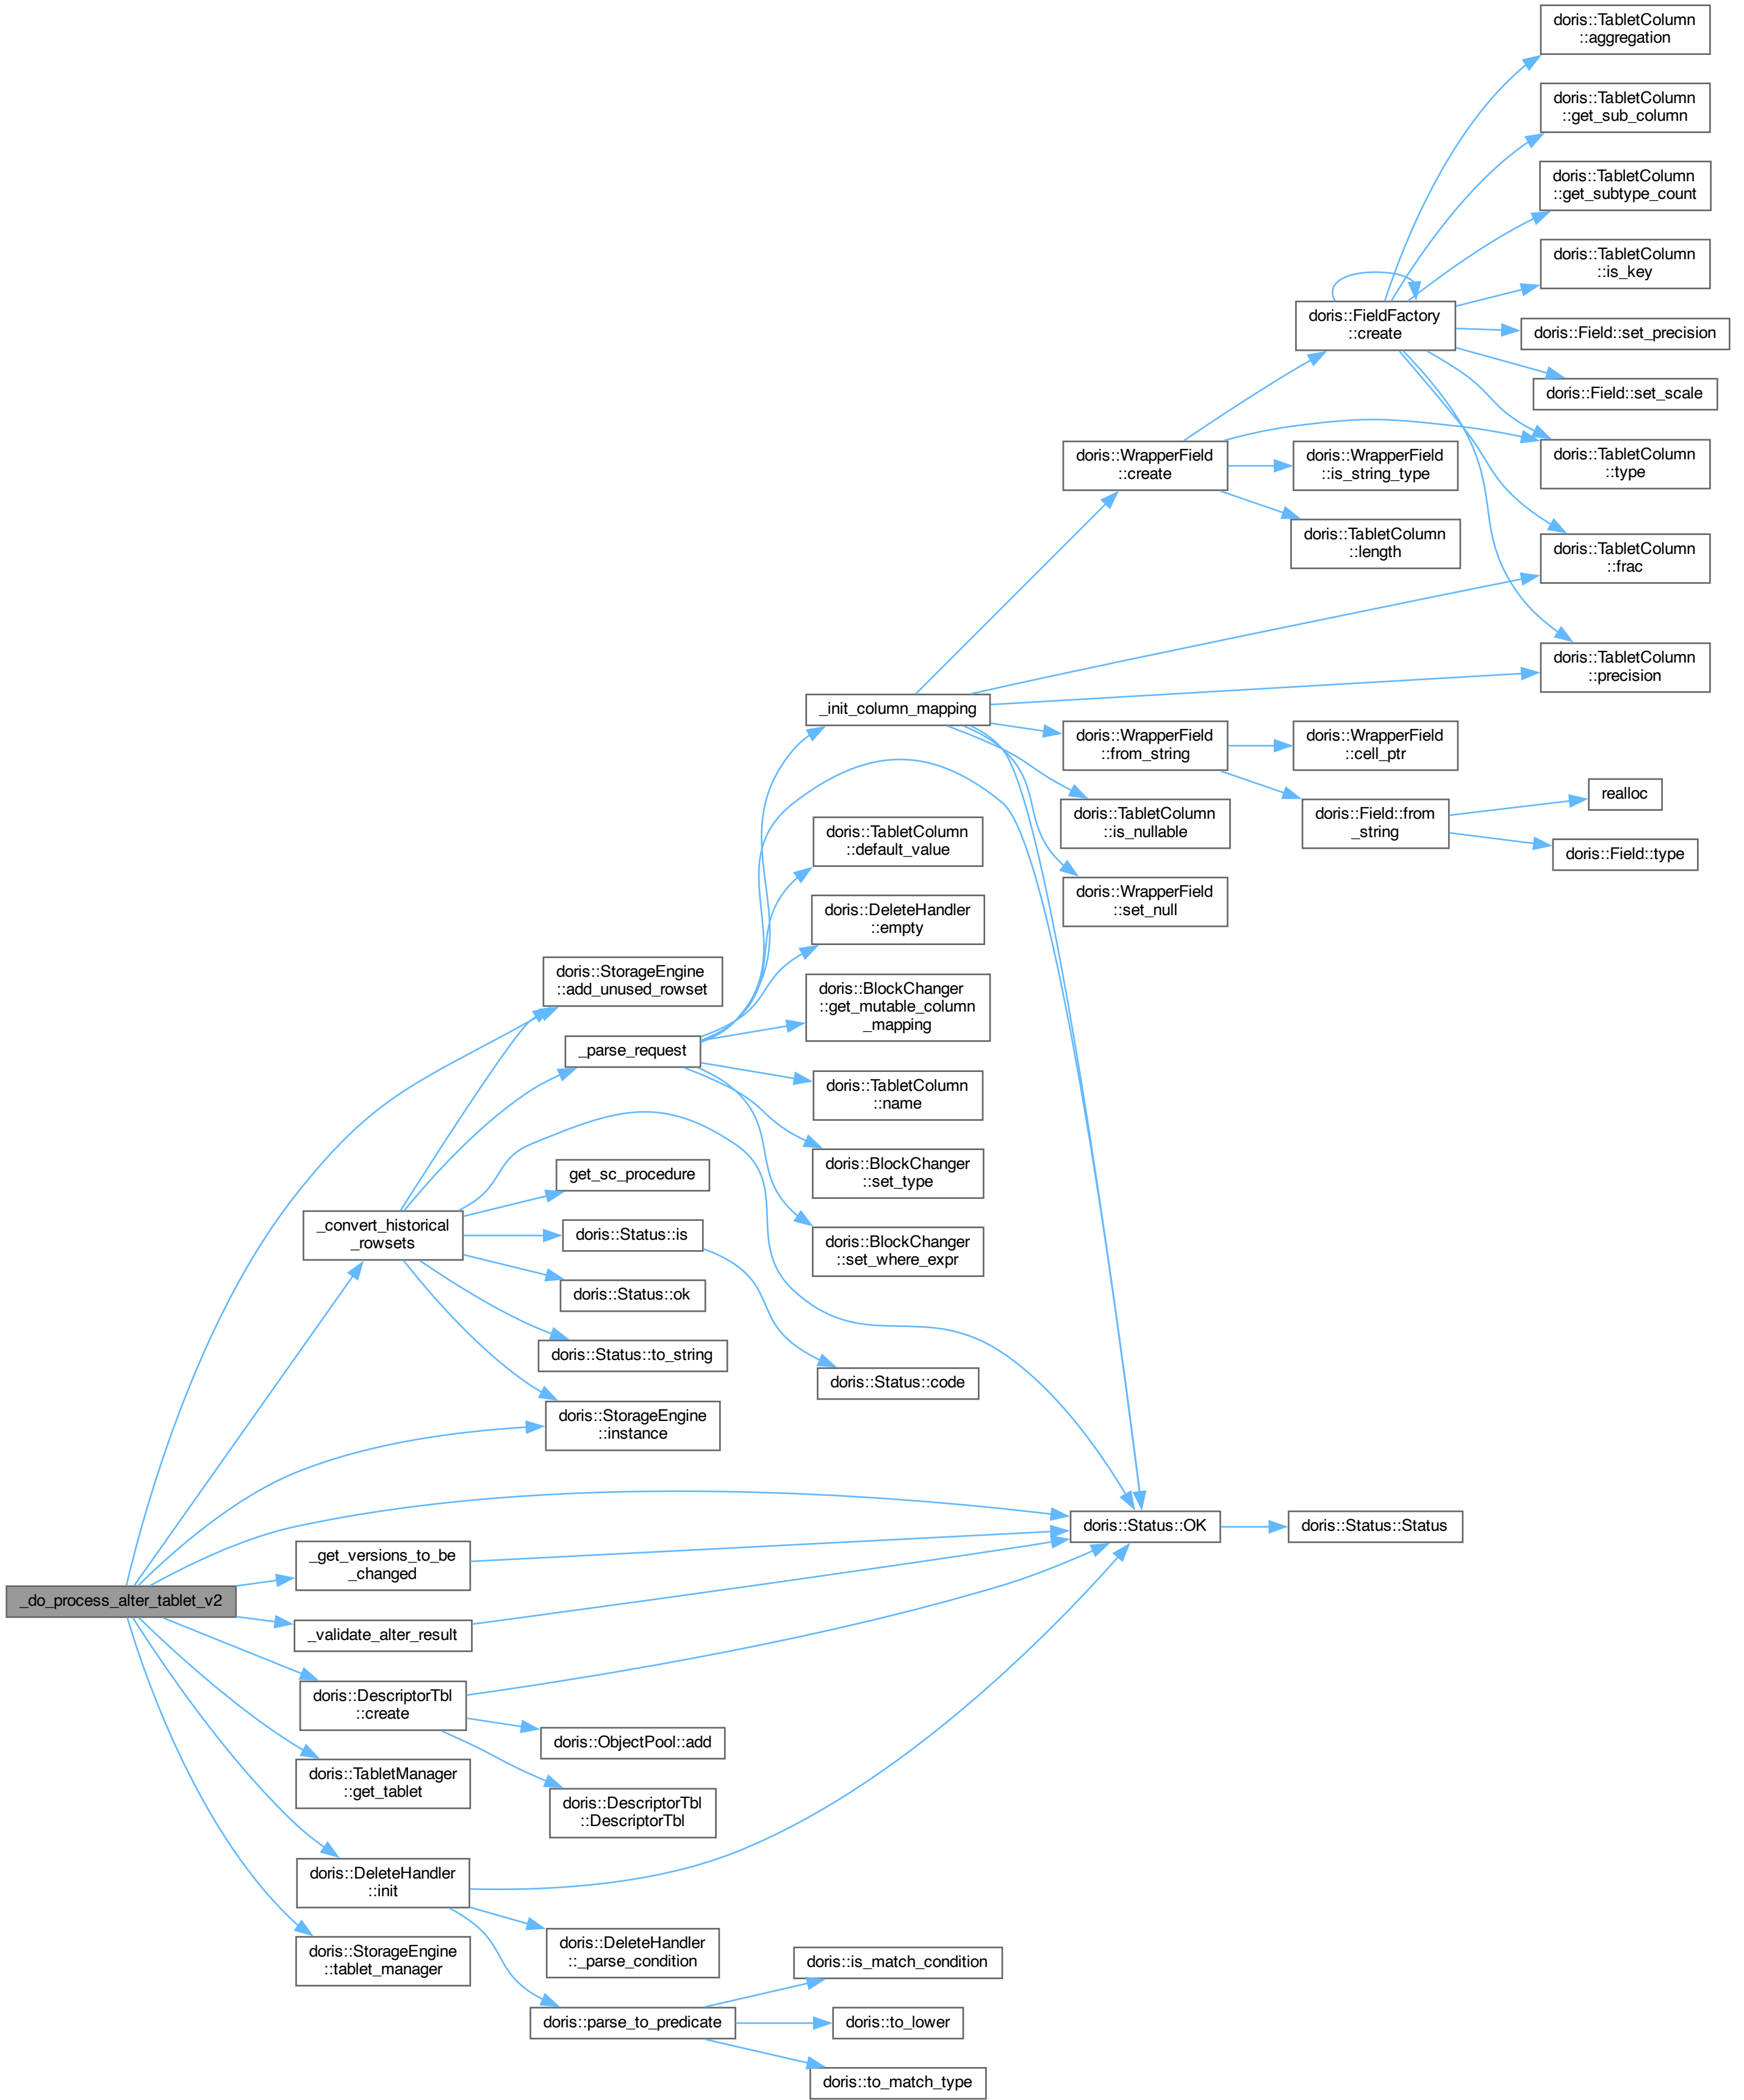 doris::TabletColumn
::aggregation
doris::TabletColumn
::get_sub_column
doris::TabletColumn
::get_subtype_count
doris::TabletColumn
::is_key
doris::FieldFactory
::create
doris::Field::set_precision
doris::Field::set_scale
doris::WrapperField
::create
doris::WrapperField
::is_string_type
doris::TabletColumn
::type
doris::TabletColumn
::length
doris::TabletColumn
::frac
doris::TabletColumn
::precision
_init_column_mapping
doris::WrapperField
::from_string
doris::WrapperField
::cell_ptr
realloc
doris::TabletColumn
::is_nullable
doris::Field::from
_string
doris::Field::type
doris::TabletColumn
::default_value
doris::WrapperField
::set_null
doris::DeleteHandler
::empty
doris::StorageEngine
::add_unused_rowset
doris::BlockChanger
::get_mutable_column
_mapping
_parse_request
doris::TabletColumn
::name
doris::BlockChanger
::set_type
get_sc_procedure
_convert_historical
_rowsets
doris::Status::is
doris::BlockChanger
::set_where_expr
doris::Status::ok
doris::Status::to_string
doris::Status::code
doris::StorageEngine
::instance
doris::Status::OK
doris::Status::Status
_get_versions_to_be
_changed
_do_process_alter_tablet_v2
_validate_alter_result
doris::DescriptorTbl
::create
doris::ObjectPool::add
doris::TabletManager
::get_tablet
doris::DescriptorTbl
::DescriptorTbl
doris::DeleteHandler
::init
doris::DeleteHandler
::_parse_condition
doris::StorageEngine
::tablet_manager
doris::is_match_condition
doris::parse_to_predicate
doris::to_lower
doris::to_match_type